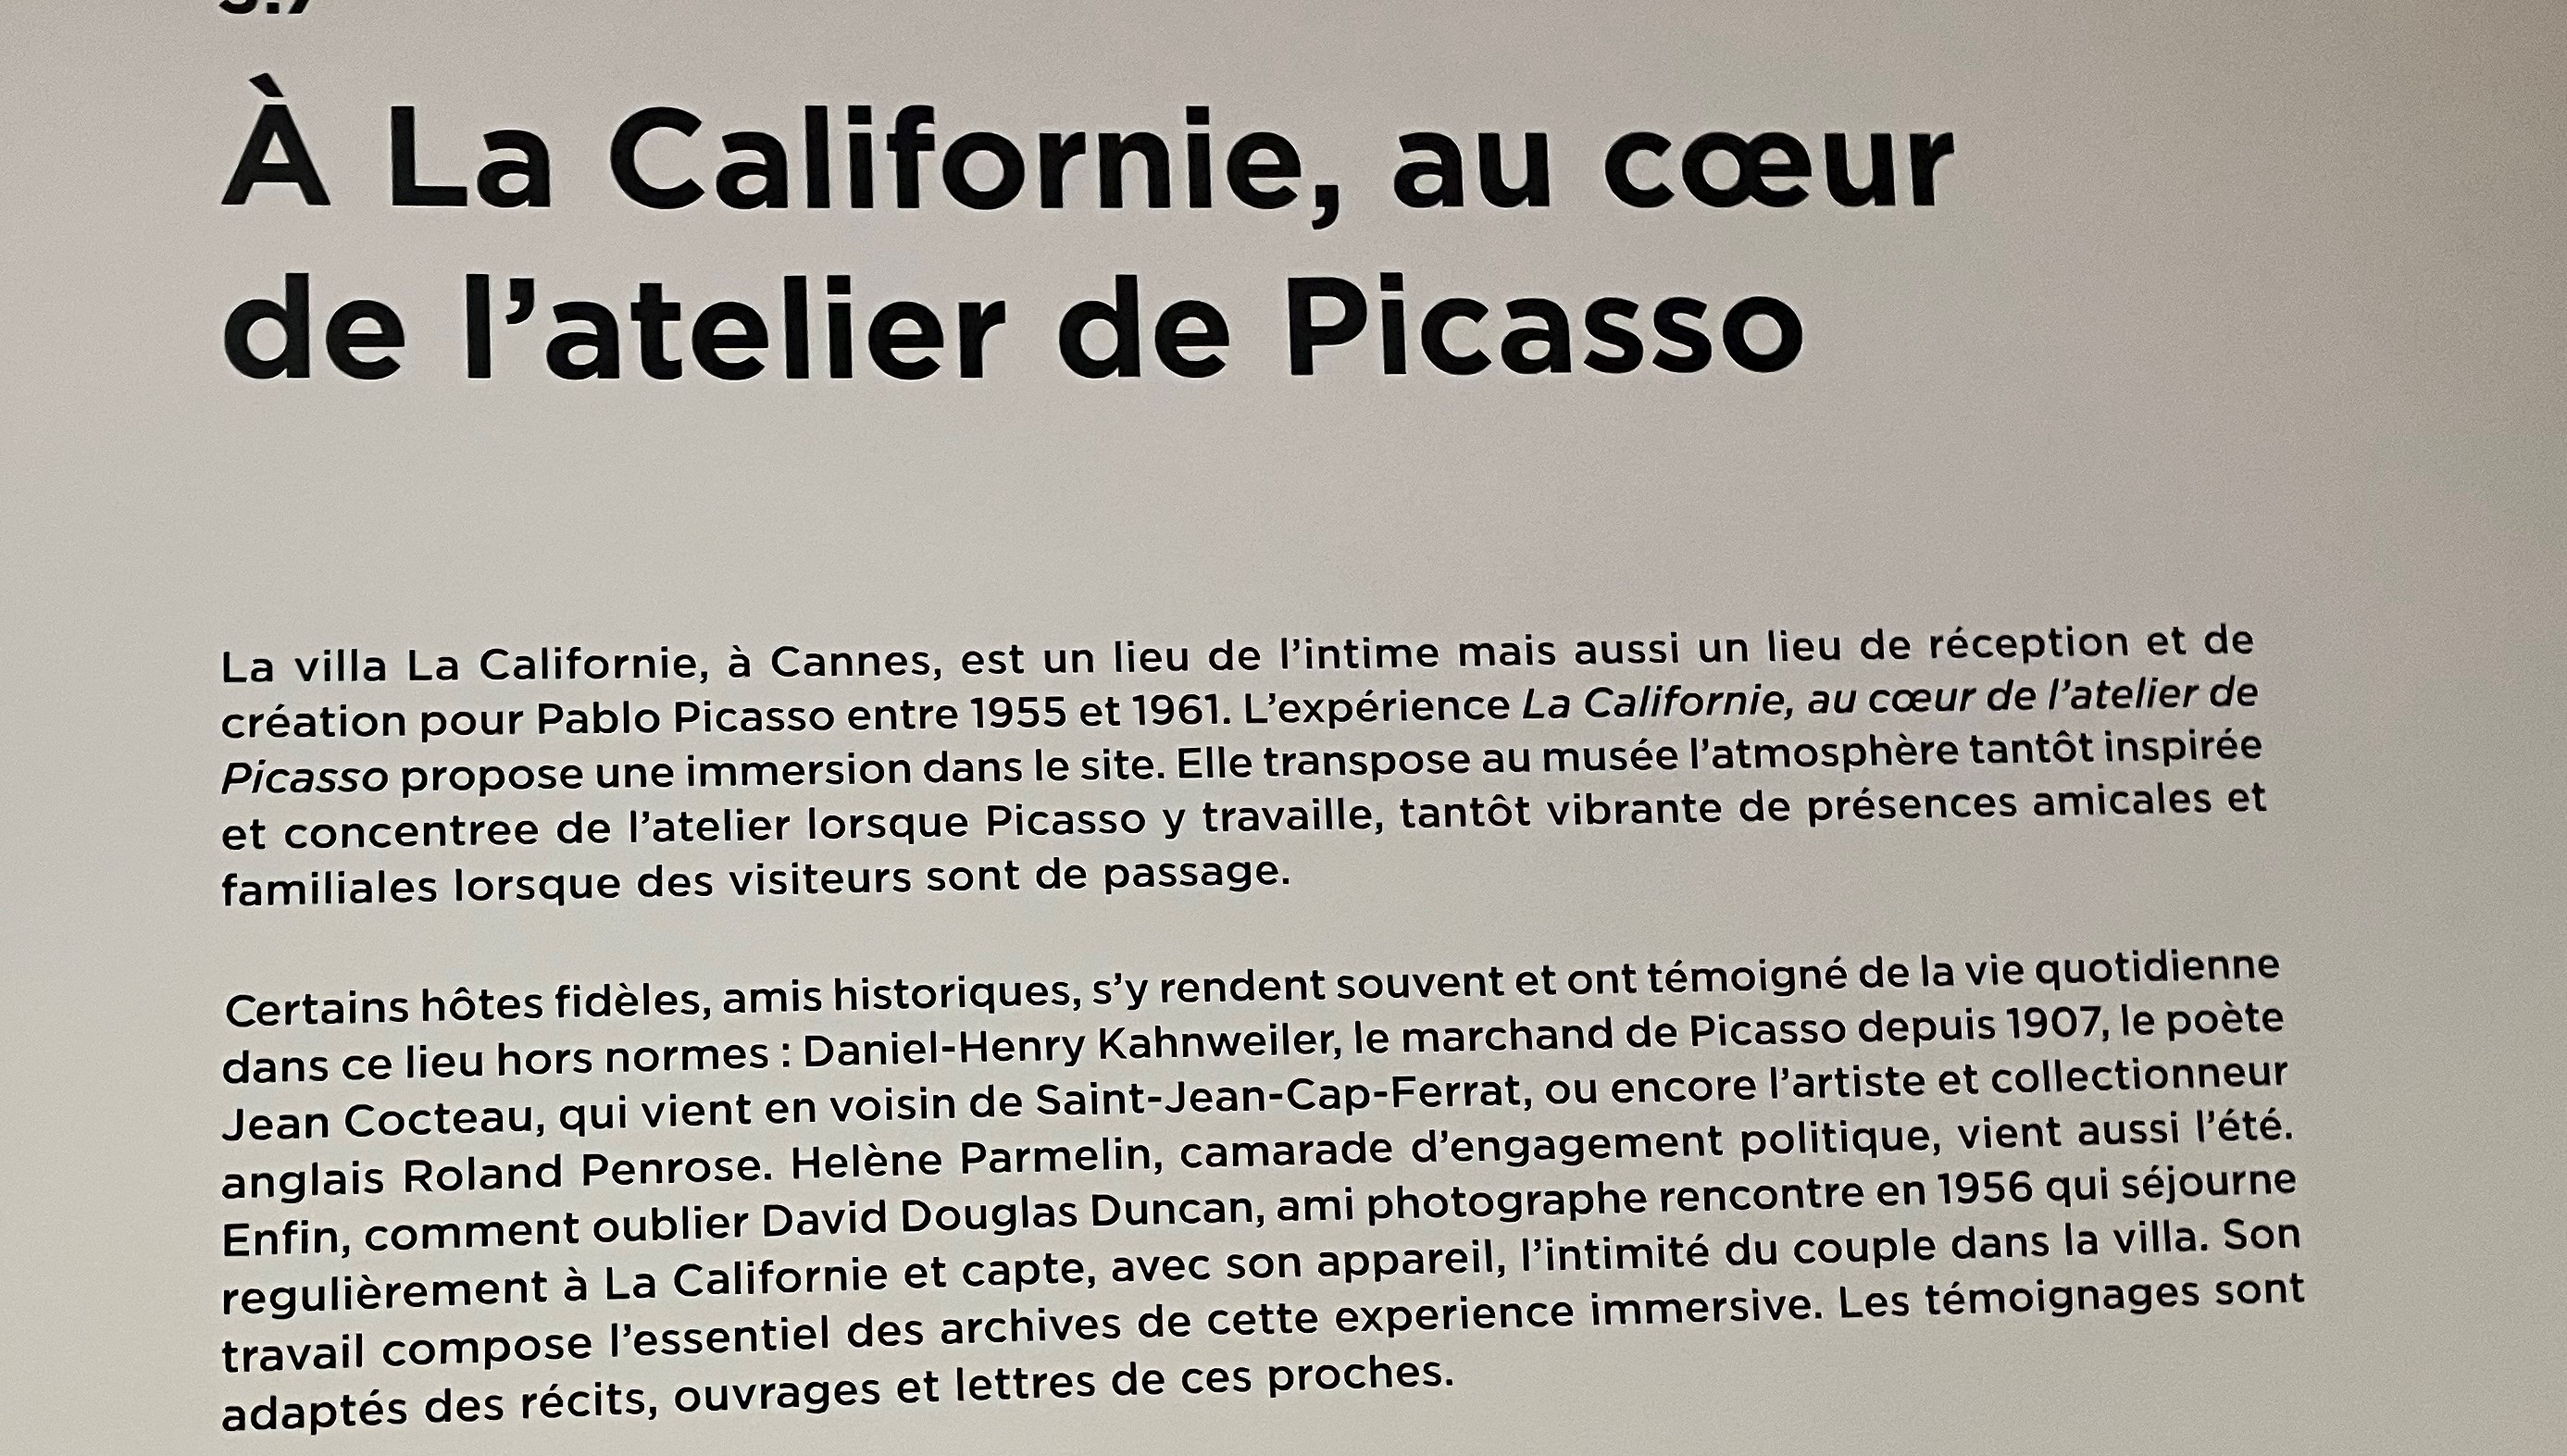 À La Californie, au cœur
de l’atelier de Picasso
La villa La Californie, à Cannes, est un lieu de l’intime mais aussi un lieu de réception et de
création pour Pablo Picasso entre 1955 et 1961. L’expérience La Californie, au cœur de l’atelier de
Picasso propose une immersion dans le site. Elle transpose au musée l’atmosphère tantôt inspirée
et concentree de l’atelier lorsque Picasso y travaille, tantôt vibrante de présences amicales et
familiales lorsque des visiteurs sont de passage.
Certains hôtes fidèles, amis historiques, s’y rendent souvent et ont témoigné de la vie quotidienne
dans ce lieu hors normes : Daniel-Henry Kahnweiler, le marchand de Picasso depuis 1907, le poète
Jean Cocteau, qui vient en voisin de Saint-Jean-Cap-Ferrat, ou encore l’artiste et collectionneur
anglais Roland Penrose. Helène Parmelin, camarade d’engagement politique, vient aussi l’été.
Enfin, comment oublier David Douglas Duncan, ami photographe rencontre en 1956 qui séjourne
regulièrement à La Californie et capte, avec son appareil, l’intimité du couple dans la villa. Son
travail compose l’essentiel des archives de cette experience immersive. Les témoignages sont
adaptés des récits, ouvrages et lettres de ces proches.